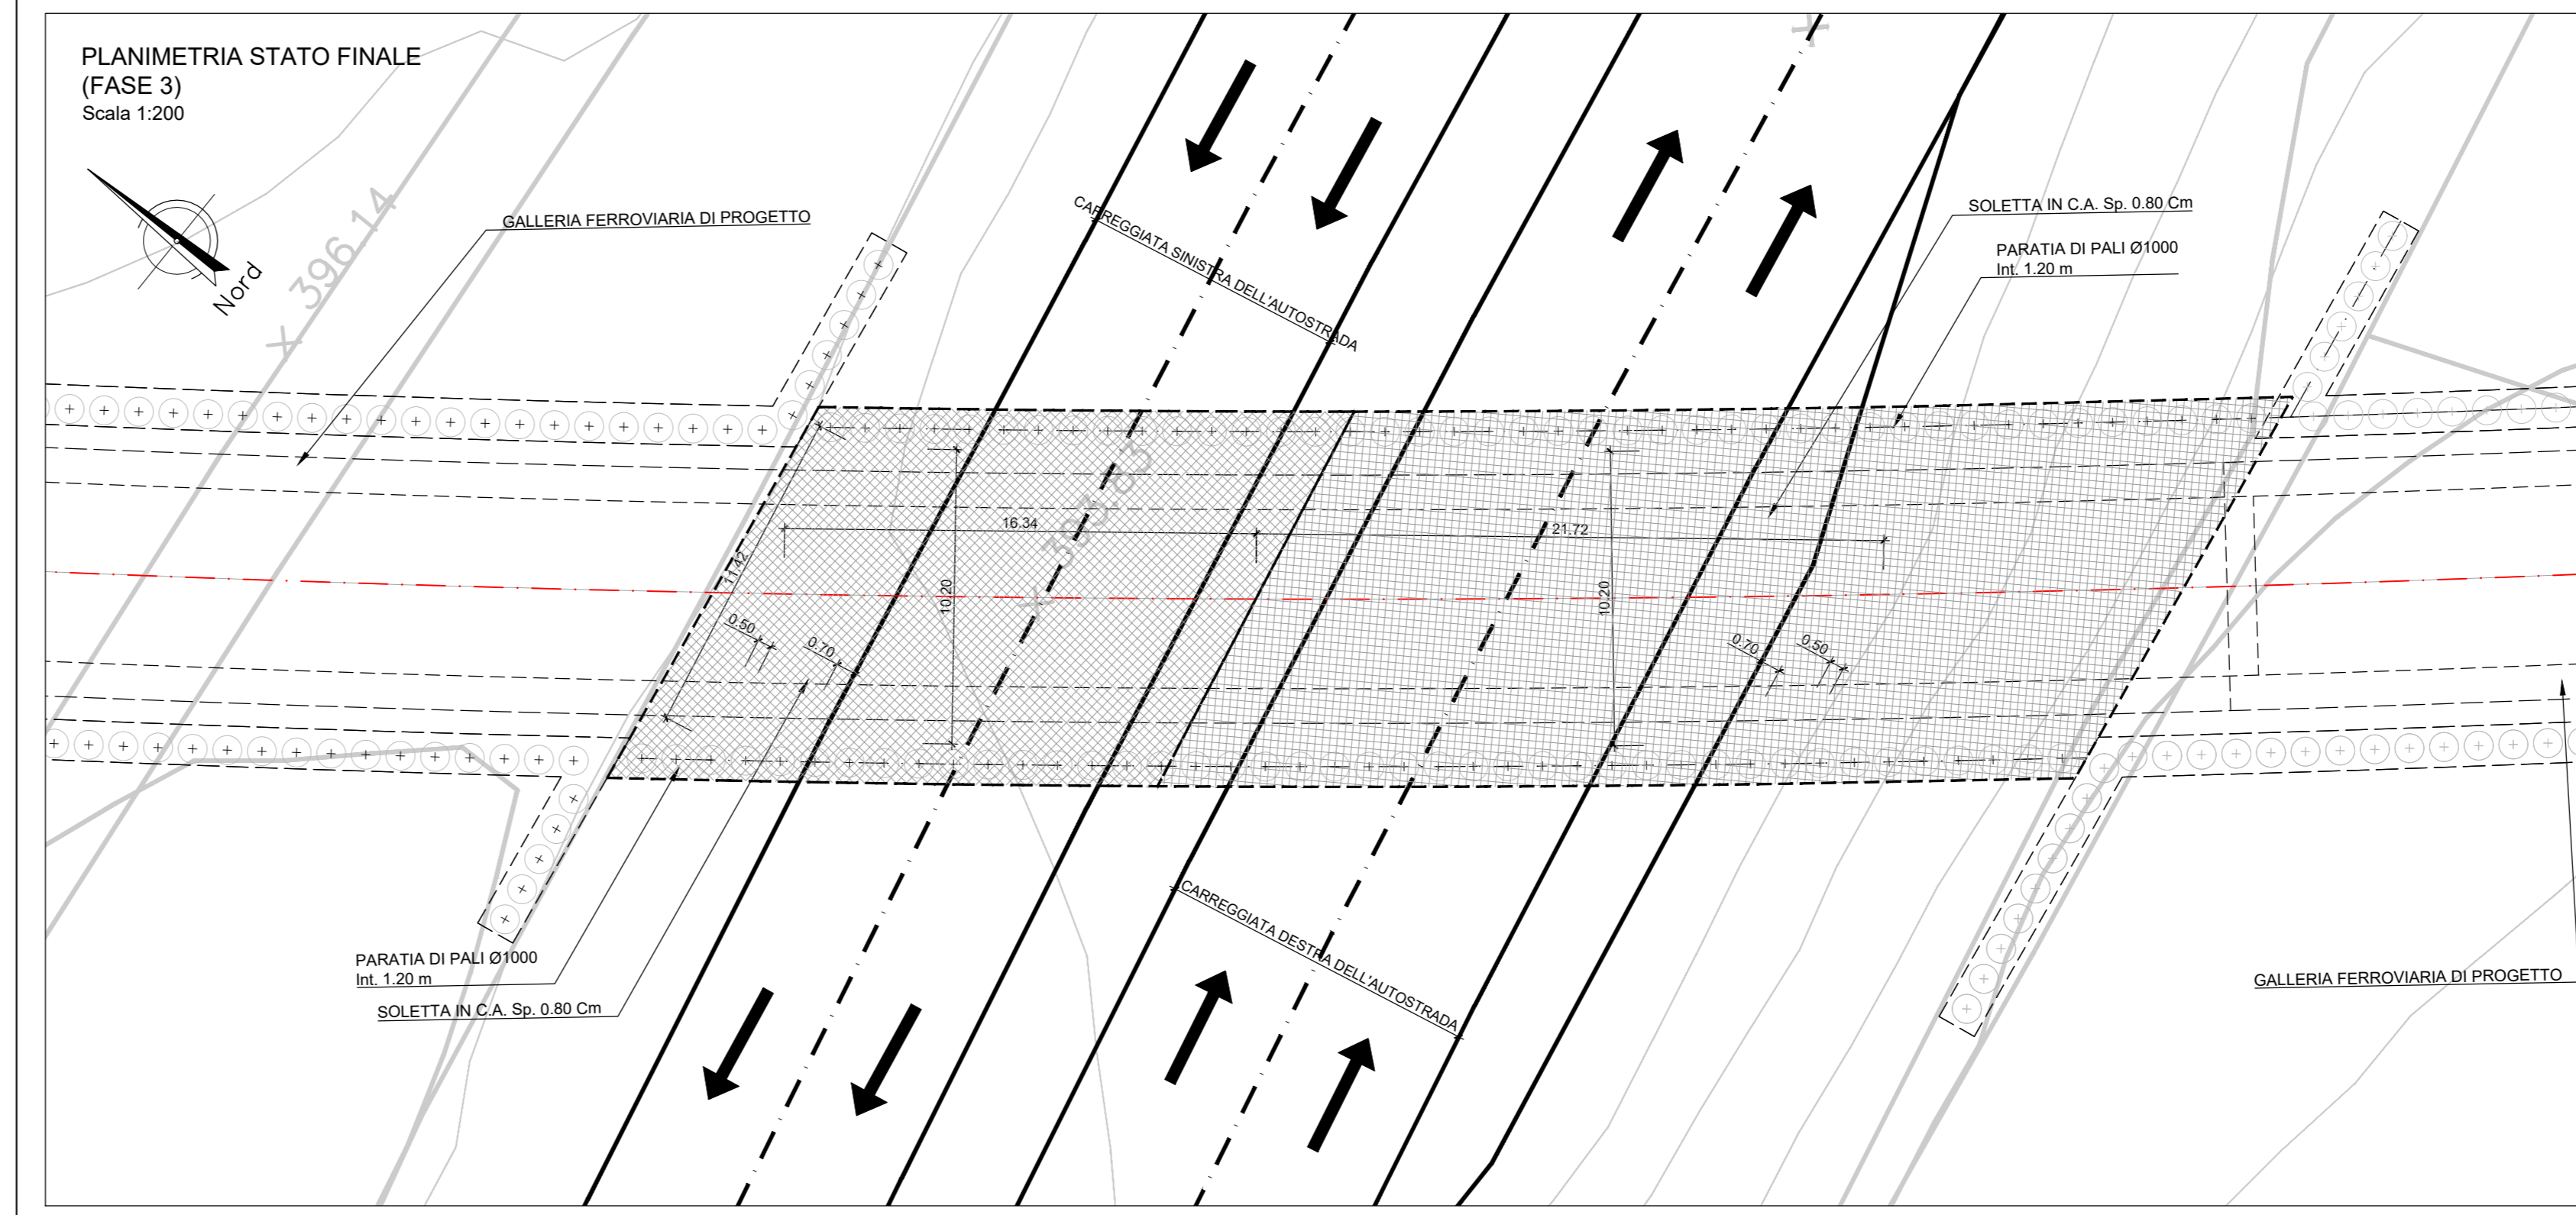 PLANIMETRIA STATO FINALE
(FASE 3)
Scala 1:200
Nord
X 396.14
GALLERIA FERROVIARIA DI PROGETTO
CARREGGIATA SINISTRA DELL'AUTOSTRADA
SOLETTA IN C.A. Sp. 0.80 Cm
PARATIA DI PALI Ø1000
Int. 1.20 m
16.34
21.72
11.42
10.20
10.20
0.50
0.70
0.70
0.50
CARREGGIATA DESTRA DELL'AUTOSTRADA
PARATIA DI PALI Ø1000
Int. 1.20 m
SOLETTA IN C.A. Sp. 0.80 Cm
GALLERIA FERROVIARIA DI PROGETTO